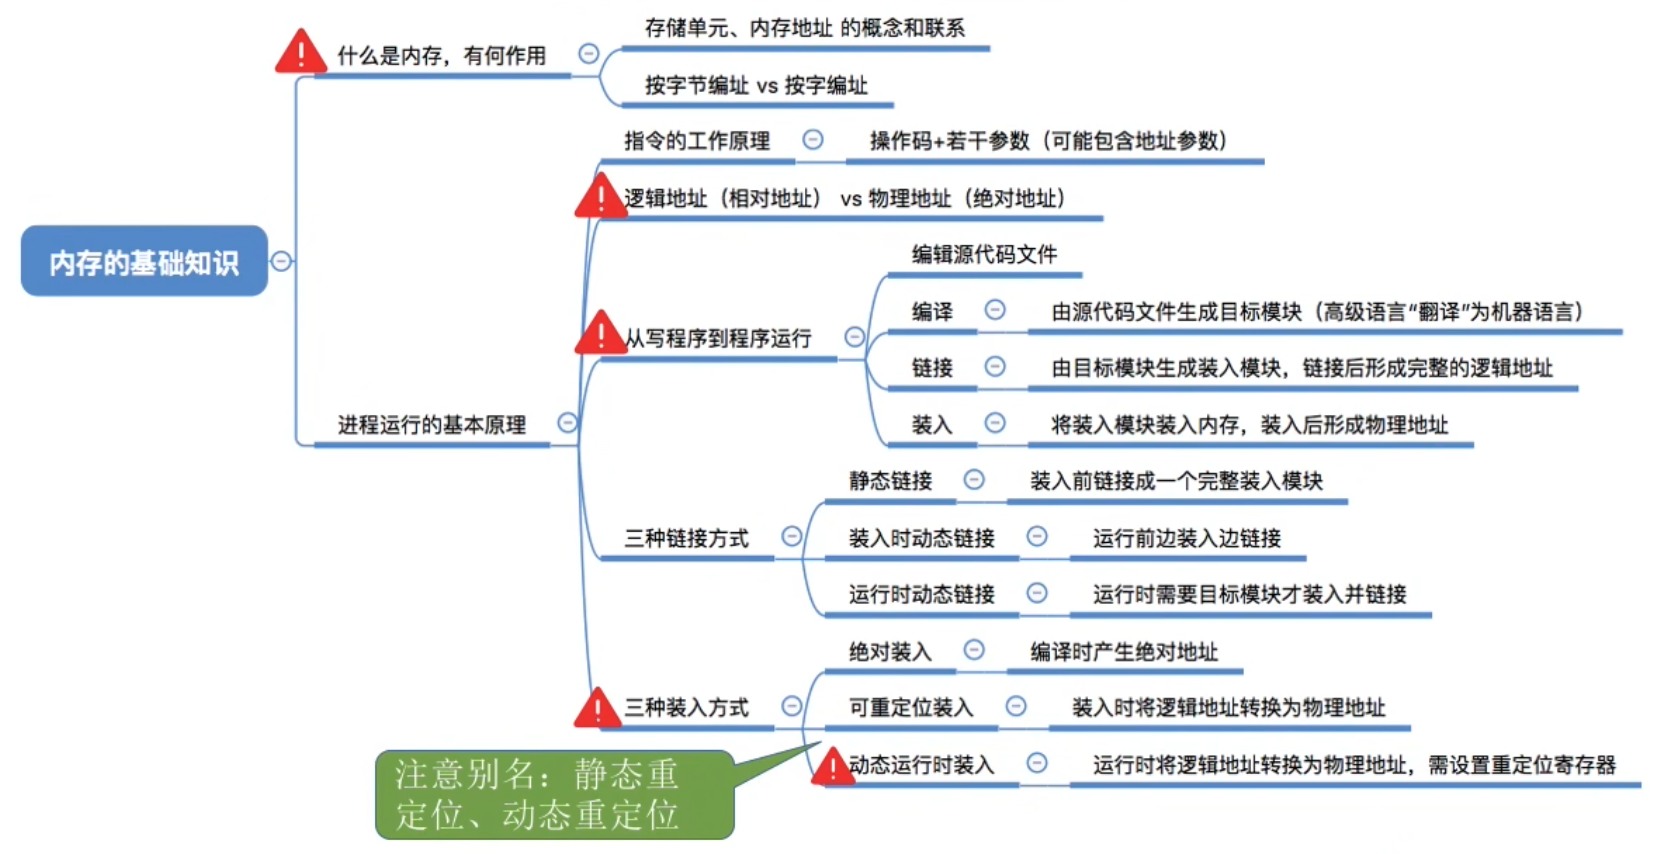 内存的基础知识
什么是内存，有何作用
存储单元、内存地址 的概念和联系
按字节编址 vs 按字编址
进程运行的基本原理
指令的工作原理
操作码+若干参数（可能包含地址参数）
逻辑地址（相对地址） vs 物理地址（绝对地址）
从写程序到程序运行
编辑源代码文件
编译
由源代码文件生成目标模块（高级语言“翻译”为机器语言）
链接
由目标模块生成装入模块，链接后形成完整的逻辑地址
装入
将装入模块装入内存，装入后形成物理地址
三种链接方式
静态链接
装入前链接成一个完整装入模块
装入时动态链接
运行前边装入边链接
运行时动态链接
运行时需要目标模块才装入并链接
三种装入方式
绝对装入
编译时产生绝对地址
可重定位装入
装入时将逻辑地址转换为物理地址
动态运行时装入
运行时将逻辑地址转换为物理地址，需设置重定位寄存器
注意别名：静态重
定位、动态重定位